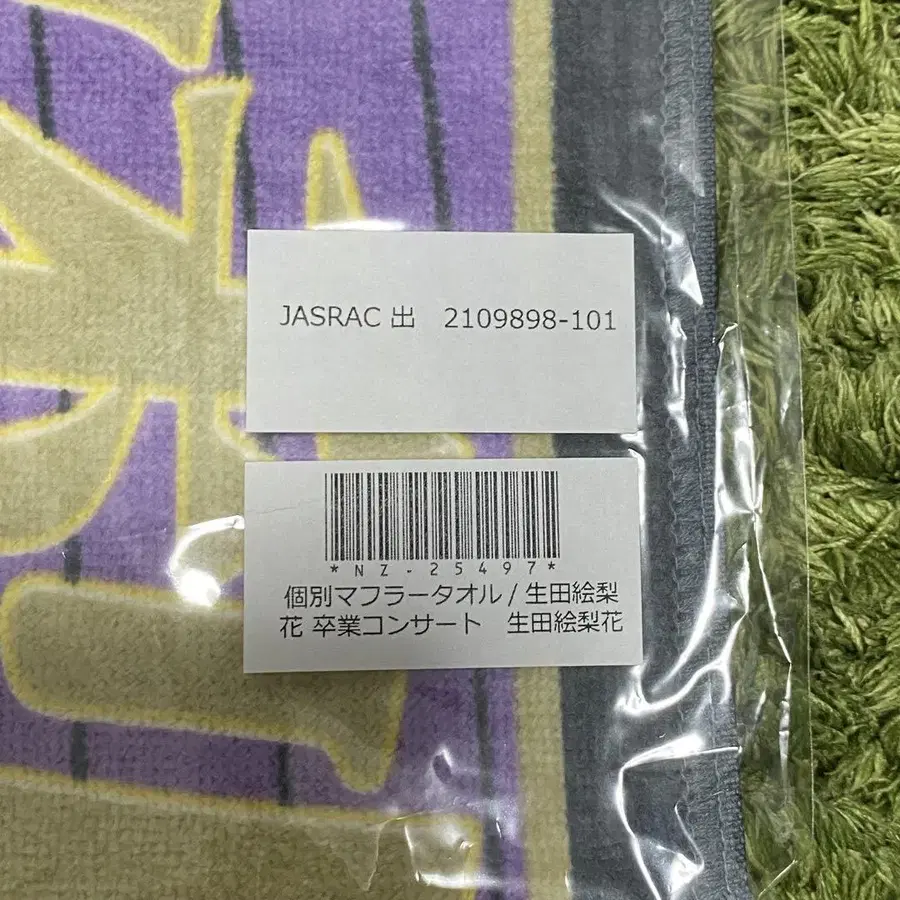 JASRAC 出　2109898-101
*NZ-25497*
個別マフラータオル / 生田絵梨
花 卒業コンサート　生田絵梨花